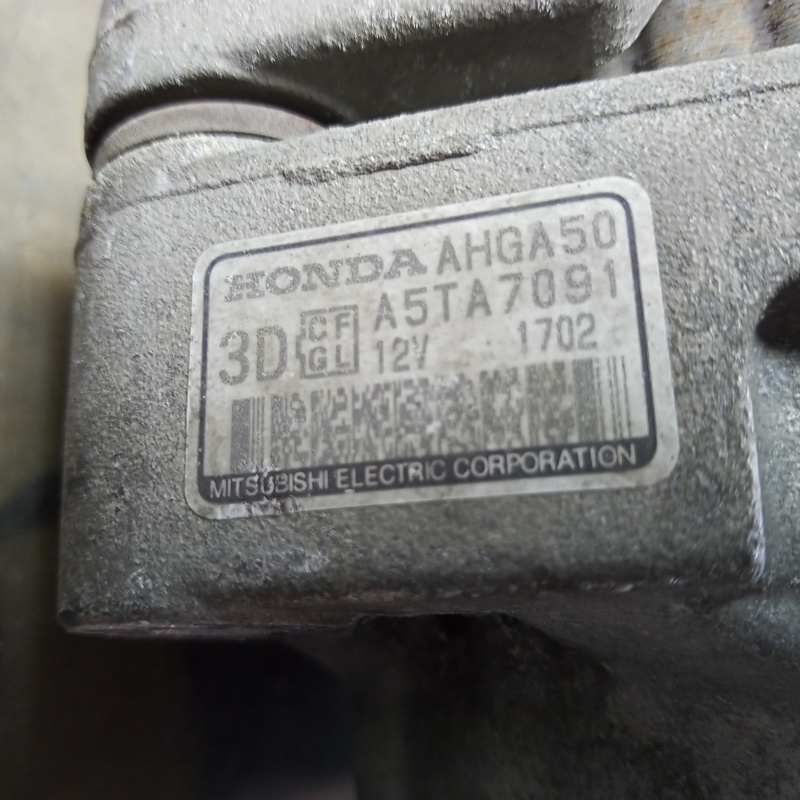 HONDA AHGA50
A5TA7091
3D CF GL 12V 1702
MITSUBISHI ELECTRIC CORPORATION